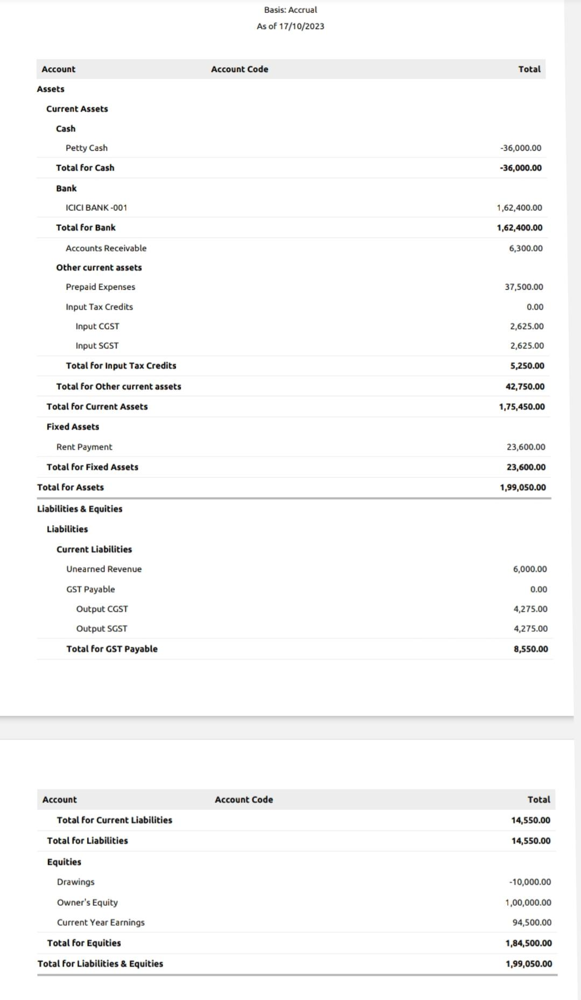 Basis: Accrual
As of 17/10/2023
Account Account Code Total
Assets
Current Assets
Cash
Petty Cash -36,000.00
Total for Cash -36,000.00
Bank
ICICI BANK -001 1,62,400.00
Total for Bank 1,62,400.00
Accounts Receivable 6,300.00
Other current assets
Prepaid Expenses 37,500.00
Input Tax Credits 0.00
Input CGST 2,625.00
Input SGST 2,625.00
Total for Input Tax Credits 5,250.00
Total for Other current assets 42,750.00
Total for Current Assets 1,75,450.00
Fixed Assets
Rent Payment 23,600.00
Total for Fixed Assets 23,600.00
Total for Assets 1,99,050.00
Liabilities & Equities
Liabilities
Current Liabilities
Unearned Revenue 6,000.00
GST Payable 0.00
Output CGST 4,275.00
Output SGST 4,275.00
Total for GST Payable 8,550.00
Account Account Code Total
Total for Current Liabilities 14,550.00
Total for Liabilities 14,550.00
Equities
Drawings -10,000.00
Owner's Equity 1,00,000.00
Current Year Earnings 94,500.00
Total for Equities 1,84,500.00
Total for Liabilities & Equities 1,99,050.00